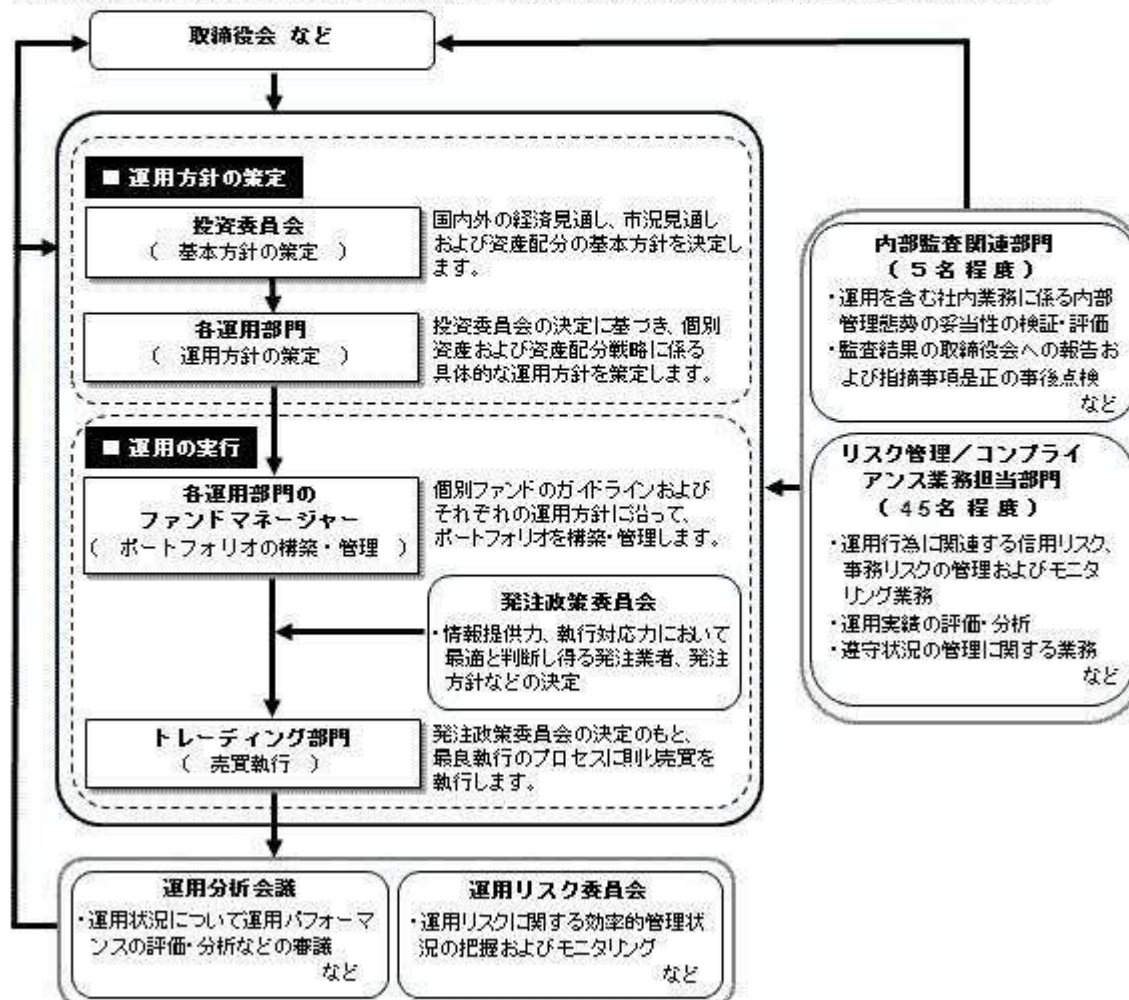 取締役会 など
■ 運用方針の策定
投資委員会
（ 基本方針の策定 ）
国内外の経済見通し、市況見通し
および資産配分の基本方針を決定し
ます。
各運用部門
（ 運用方針の策定 ）
投資委員会の決定に基づき、個別
資産および資産配分戦略に係る
具体的な運用方針を策定します。
■ 運用の実行
各運用部門の
ファンドマネージャー
（ ポートフォリオの構築・管理 ）
個別ファンドのガイドラインおよび
それぞれの運用方針に沿って、
ポートフォリオを構築・管理します。
発注政策委員会
・情報提供力、執行対応力において
最適と判断し得る発注業者、発注
方針などの決定
トレーディング部門
（ 売買執行 ）
発注政策委員会の決定のもと、
最良執行のプロセスに則り売買を
執行します。
運用分析会議
・運用状況について運用パフォーマ
ンスの評価・分析などの審議
など
運用リスク委員会
・運用リスクに関する効率的管理状
況の把握およびモニタリング
など
内部監査関連部門
（５名程度）
・運用を含む社内業務に係る内部
管理態勢の妥当性の検証・評価
・監査結果の取締役会への報告お
よび指摘事項是正の事後点検
など
リスク管理／コンプライ
アンス業務担当部門
（45名程度）
・運用行為に関連する信用リスク、
事務リスクの管理およびモニタ
リング業務
・運用実績の評価・分析
・遵守状況の管理に関する業務
など